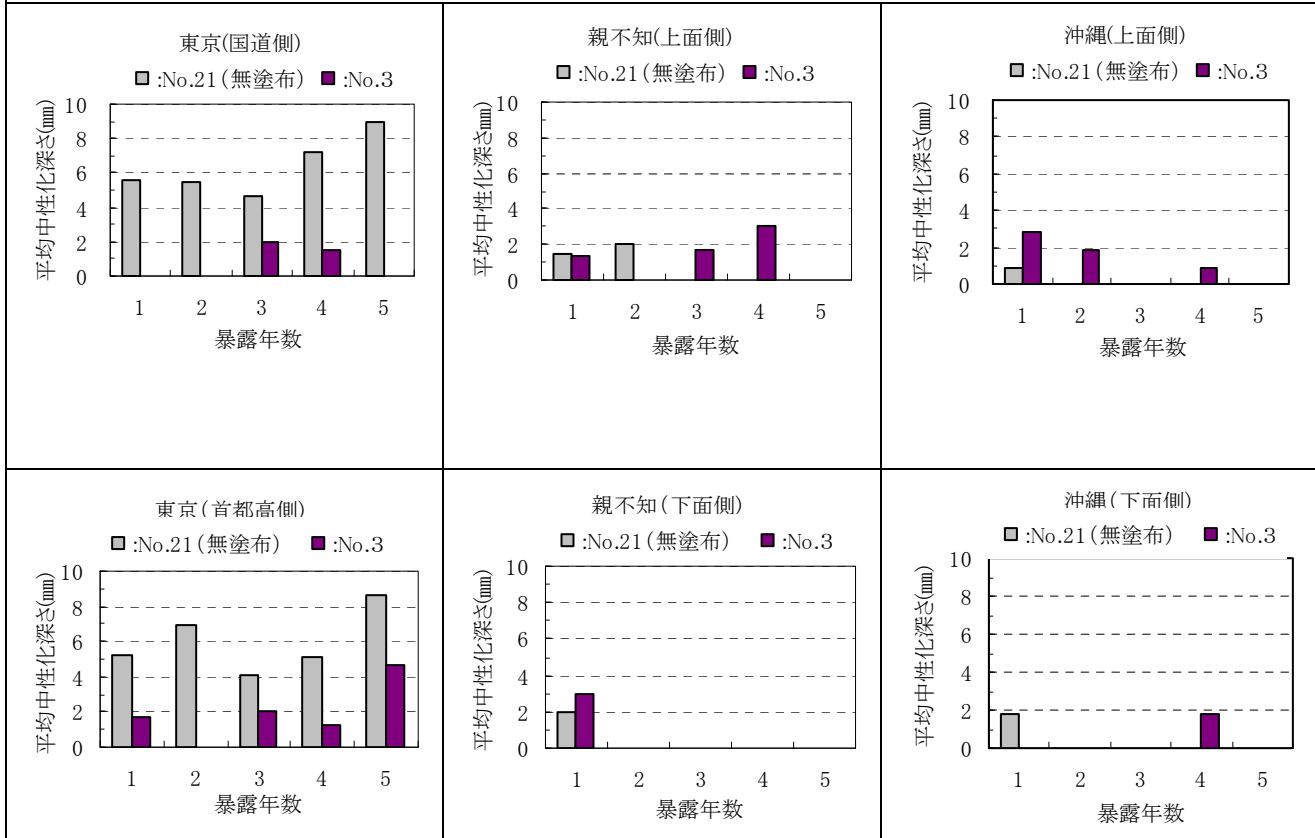 東京(国道側)
:No.21(無塗布) :No.3
平均中性化深さ(㎜)
10
8
6
4
2
0
1 2 3 4 5
暴露年数
親不知(上面側)
:No.21(無塗布) :No.3
平均中性化深さ(㎜)
10
8
6
4
2
0
1 2 3 4 5
暴露年数
沖縄(上面側)
:No.21(無塗布) :No.3
平均中性化深さ(㎜)
10
8
6
4
2
0
1 2 3 4 5
暴露年数
東京(首都高側)
:No.21(無塗布) :No.3
平均中性化深さ(㎜)
10
8
6
4
2
0
1 2 3 4 5
暴露年数
親不知(下面側)
:No.21(無塗布) :No.3
平均中性化深さ(㎜)
10
8
6
4
2
0
1 2 3 4 5
暴露年数
沖縄(下面側)
:No.21(無塗布) :No.3
平均中性化深さ(㎜)
10
8
6
4
2
0
1 2 3 4 5
暴露年数